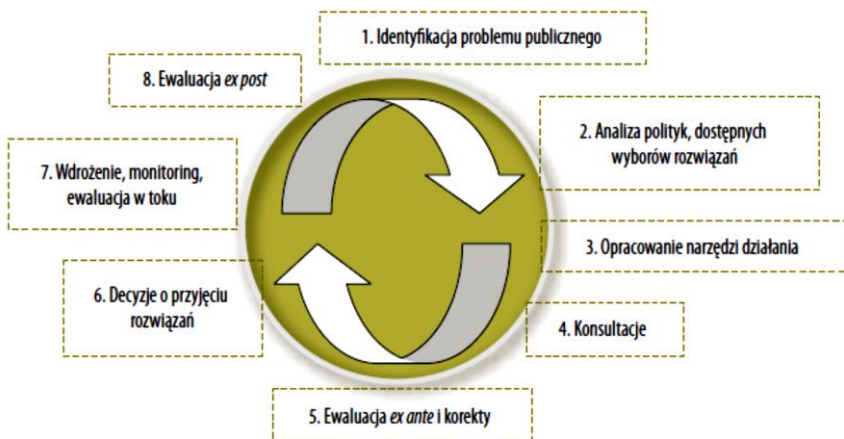 1. Identyfikacja problemu publicznego
2. Analiza polityk, dostępnych
wyborów rozwiązań
3. Opracowanie narzędzi działania
4. Konsultacje
5. Ewaluacja ex ante i korekty
6. Decyzje o przyjęciu
rozwiązań
7. Wdrożenie, monitoring,
ewaluacja w toku
8. Ewaluacja ex post